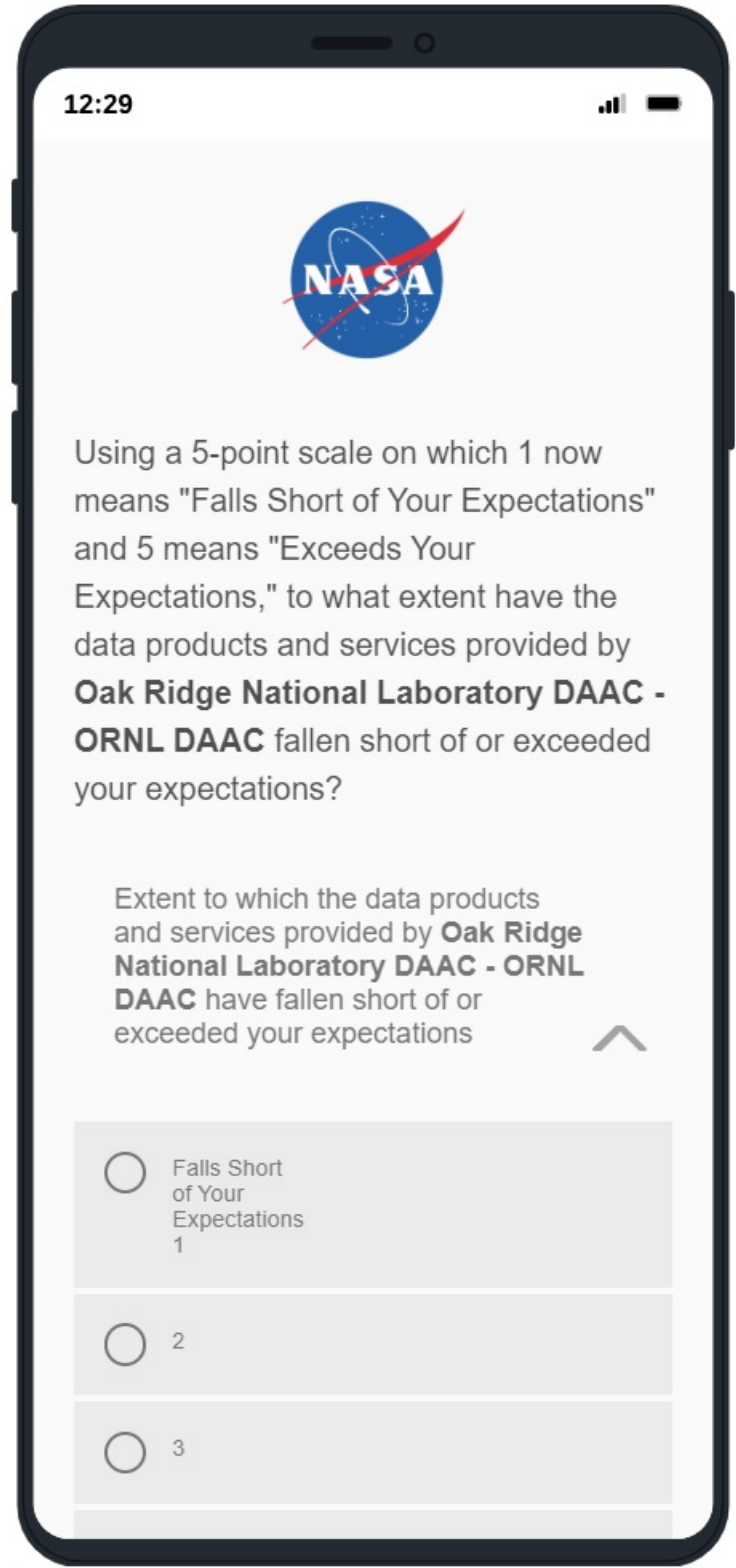 12:29
NASA
Using a 5-point scale on which 1 now
means "Falls Short of Your Expectations"
and 5 means "Exceeds Your
Expectations," to what extent have the
data products and services provided by
Oak Ridge National Laboratory DAAC -
ORNL DAAC fallen short of or exceeded
your expectations?
Extent to which the data products
and services provided by Oak Ridge
National Laboratory DAAC - ORNL
DAAC have fallen short of or
exceeded your expectations
Falls Short
of Your
Expectations
1
2
3